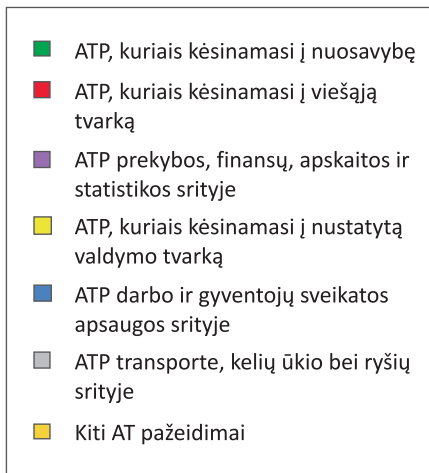 ATP, kuriais kėsinamasi į nuosavybę
ATP, kuriais kėsinamasi į viešąją
tvarką
ATP prekybos, finansų, apskaitos ir
statistikos srityje
ATP, kuriais kėsinamasi į nustatytą
valdymo tvarką
ATP darbo ir gyventojų sveikatos
apsaugos srityje
ATP transporte, kelių ūkio bei ryšių
srityje
Kiti AT pažeidimai